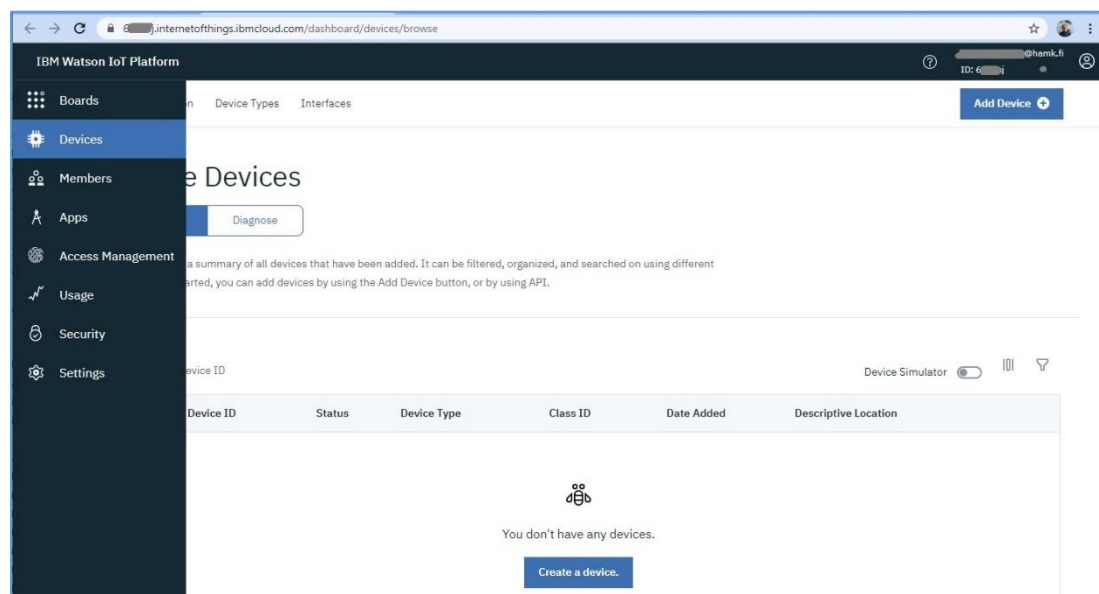 6 j.internetofthings.ibmcloud.com/dashboard/devices/browse
IBM Watson IoT Platform
@hamk.fi
ID: 6 j
Boards
n Device Types Interfaces
Add Device
Devices
Members
e Devices
Apps
Diagnose
Access Management
a summary of all devices that have been added. It can be filtered, organized, and searched on using different
arted, you can add devices by using the Add Device button, or by using API.
Usage
Security
Settings
evice ID
Device Simulator
Device ID Status Device Type Class ID Date Added Descriptive Location
You don't have any devices.
Create a device.